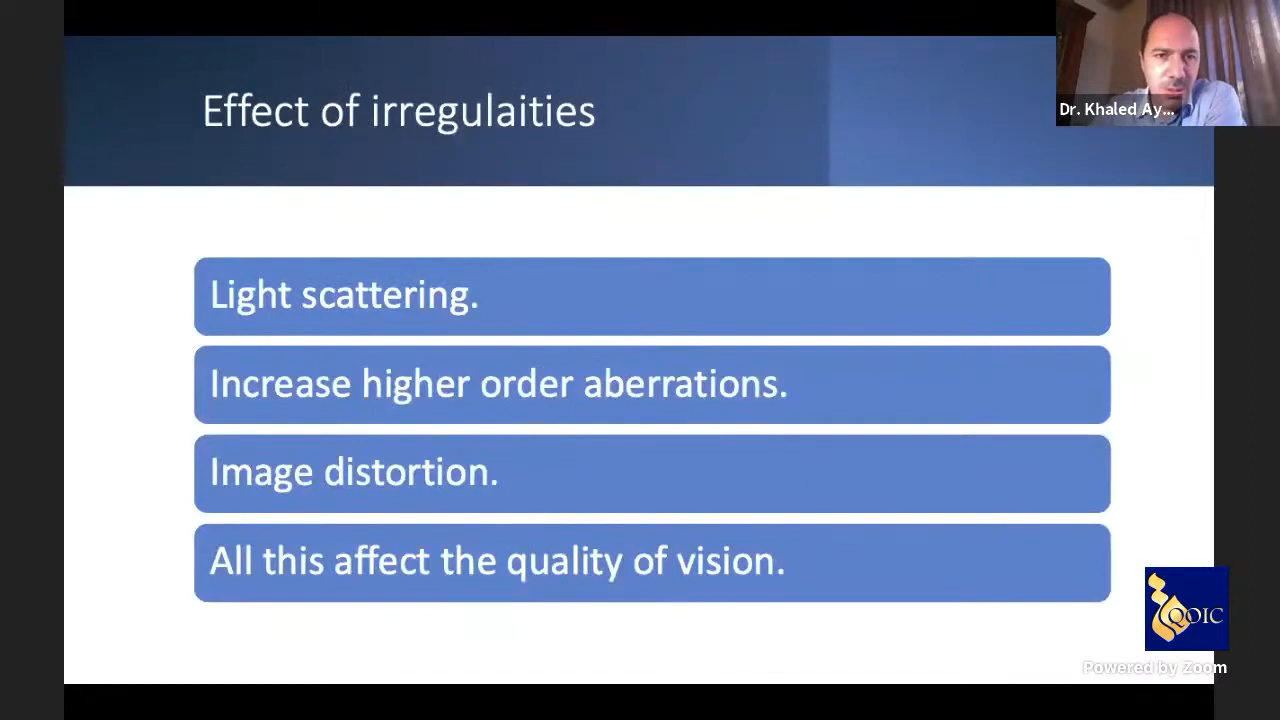 Effect of irregulaities
Dr. Khaled Ay...
Light scattering.
Increase higher order aberrations.
Image distortion.
All this affect the quality of vision.
QOIC
Powered by Zoom